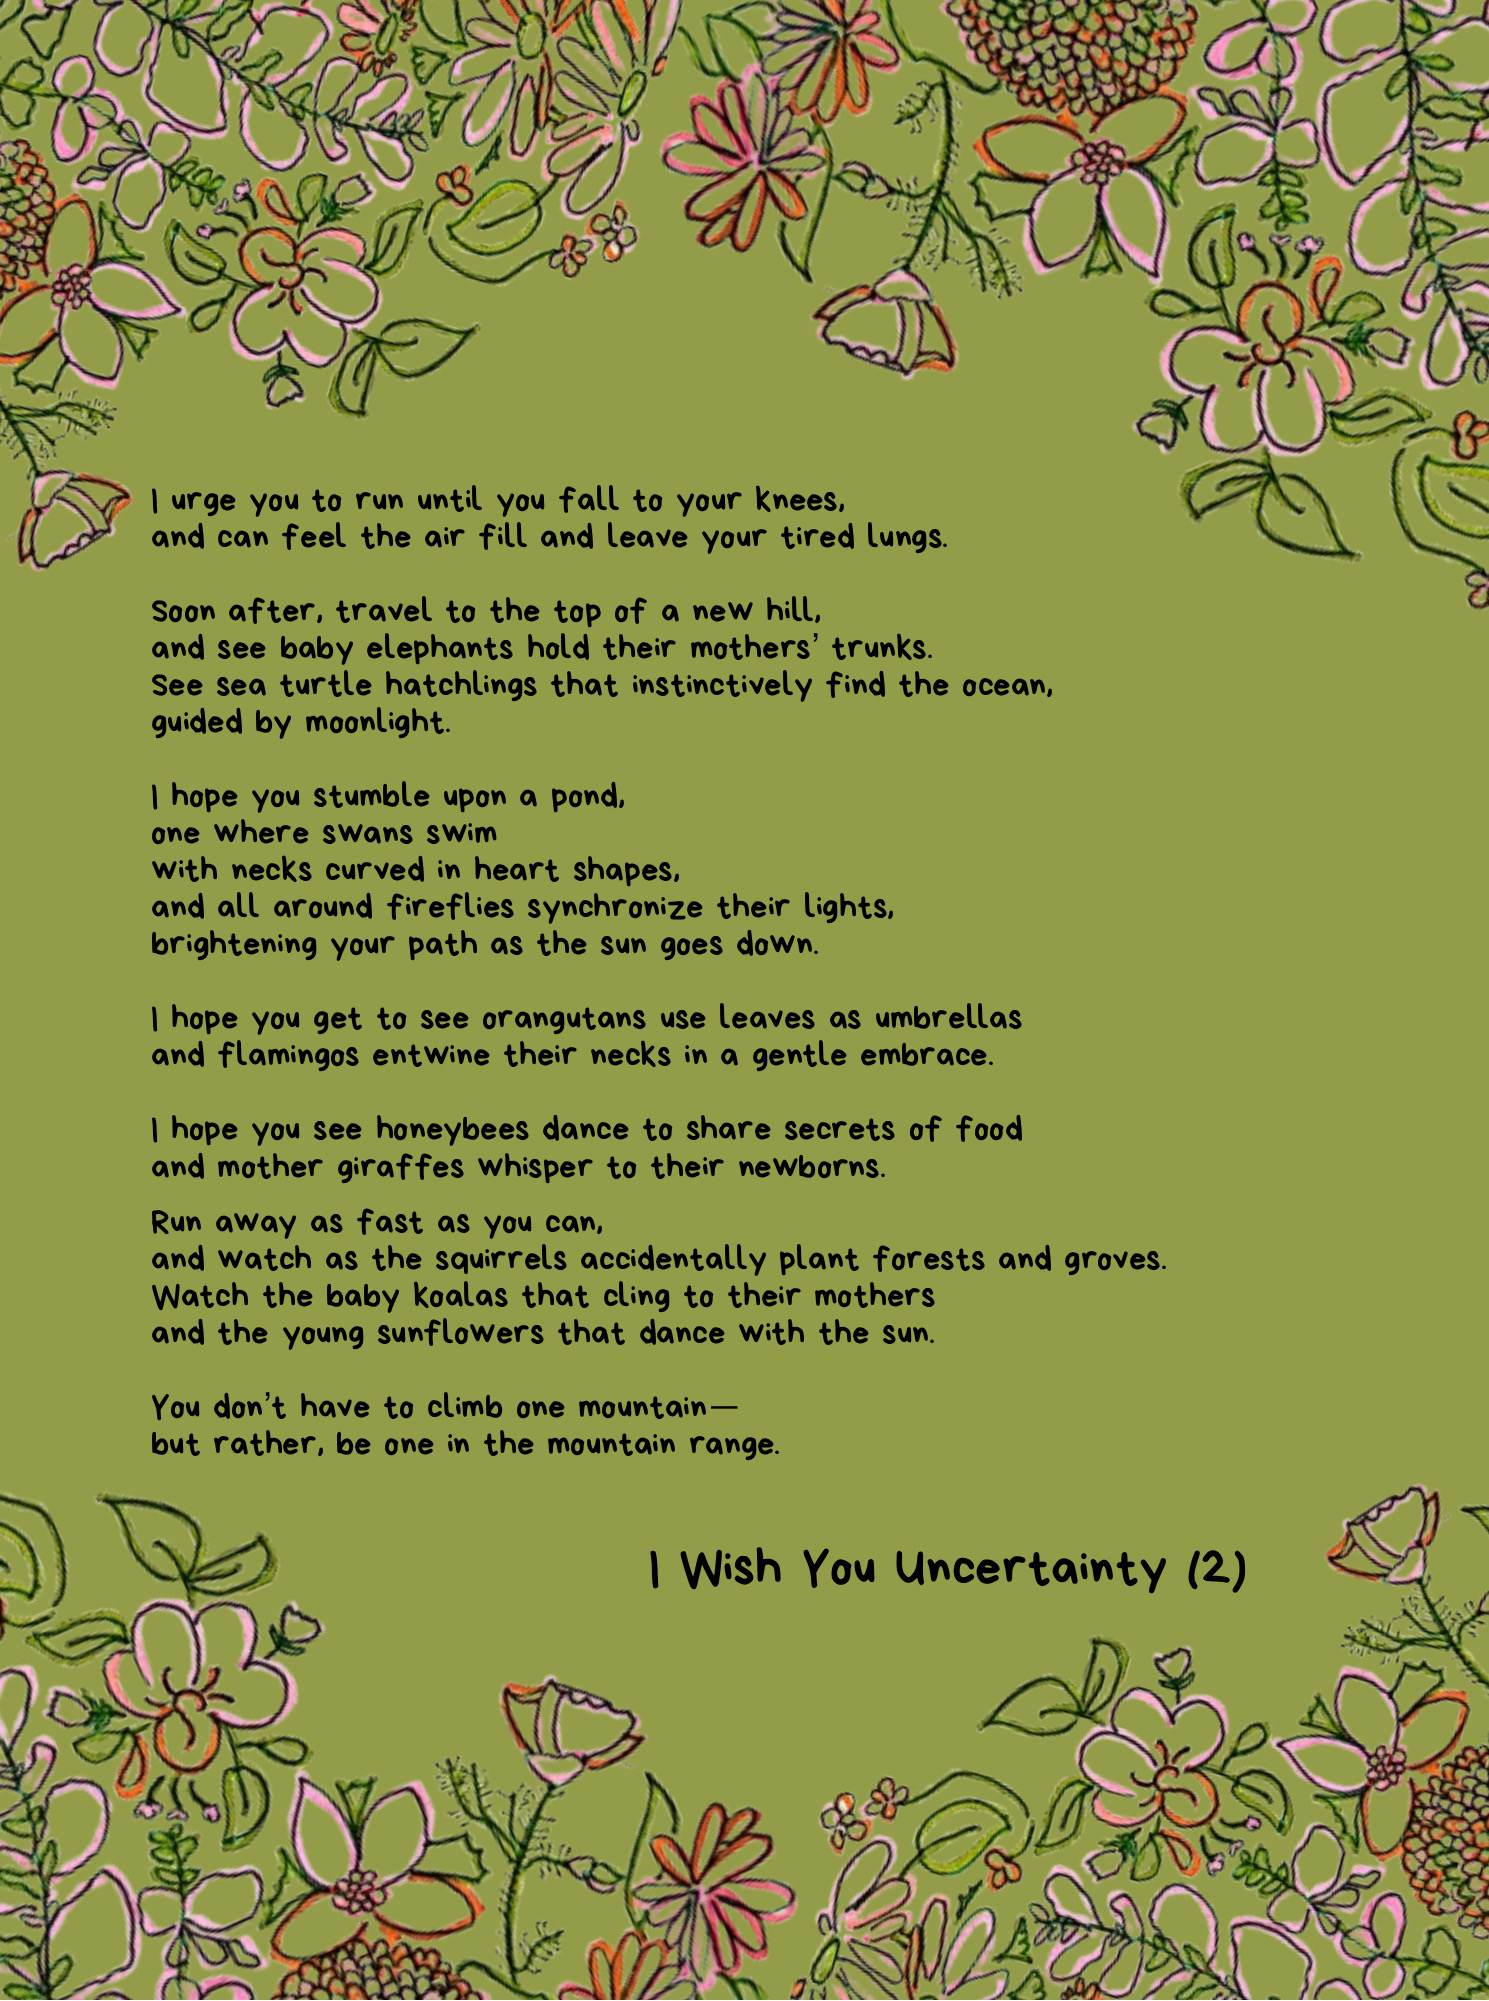 I urge you to run until you fall to your knees,
and can feel the air fill and leave your tired lungs.
Soon after, travel to the top of a new hill,
and see baby elephants hold their mothers’ trunks.
See sea turtle hatchlings that instinctively find the ocean,
guided by moonlight.
I hope you stumble upon a pond,
one where swans swim
with necks curved in heart shapes,
and all around fireflies synchronize their lights,
brightening your path as the sun goes down.
I hope you get to see orangutans use leaves as umbrellas
and flamingos entwine their necks in a gentle embrace.
I hope you see honeybees dance to share secrets of food
and mother giraffes whisper to their newborns.
Run away as fast as you can,
and watch as the squirrels accidentally plant forests and groves.
Watch the baby koalas that cling to their mothers
and the young sunflowers that dance with the sun.
You don’t have to climb one mountain—
but rather, be one in the mountain range.
I Wish You Uncertainty (2)